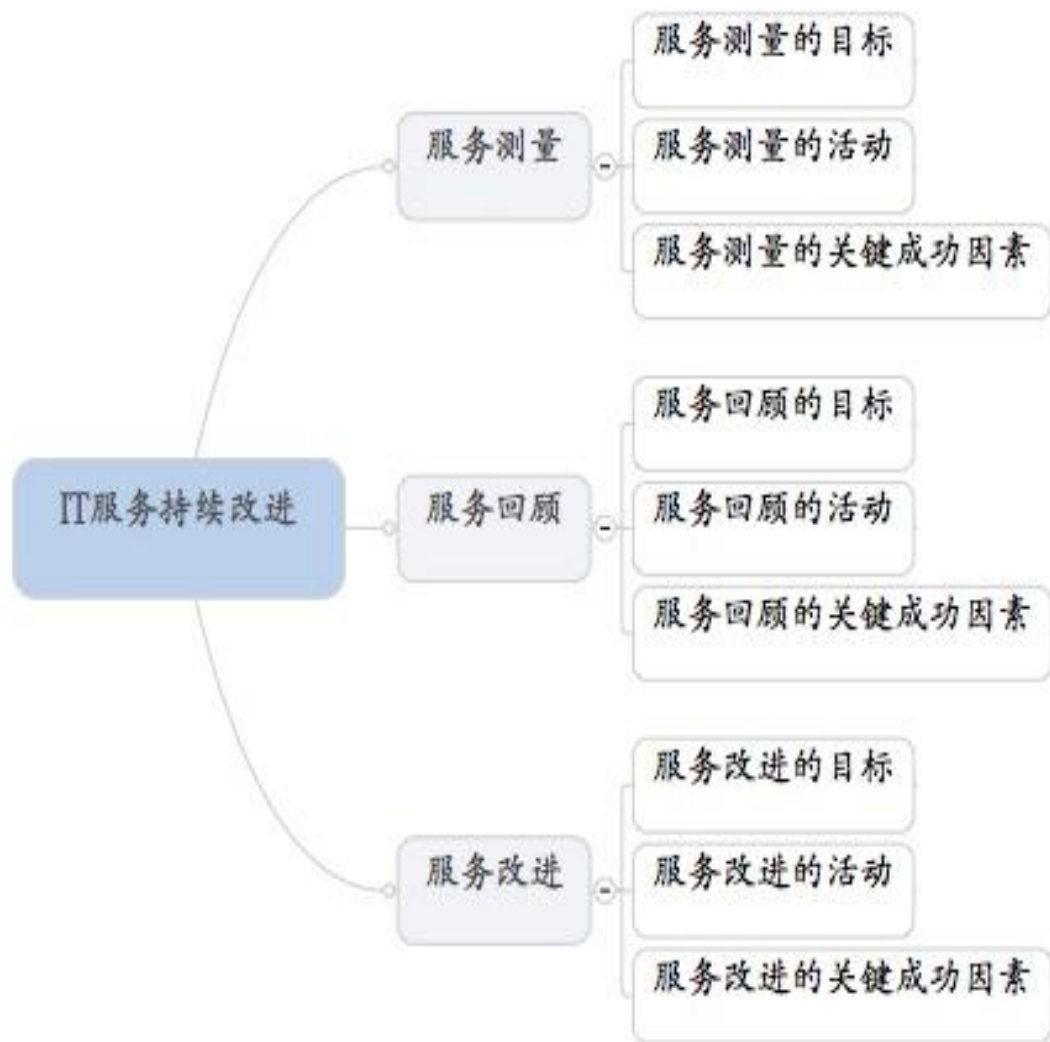 IT服务持续改进
服务测量
服务测量的目标
服务测量的活动
服务测量的关键成功因素
服务回顾
服务回顾的目标
服务回顾的活动
服务回顾的关键成功因素
服务改进
服务改进的目标
服务改进的活动
服务改进的关键成功因素